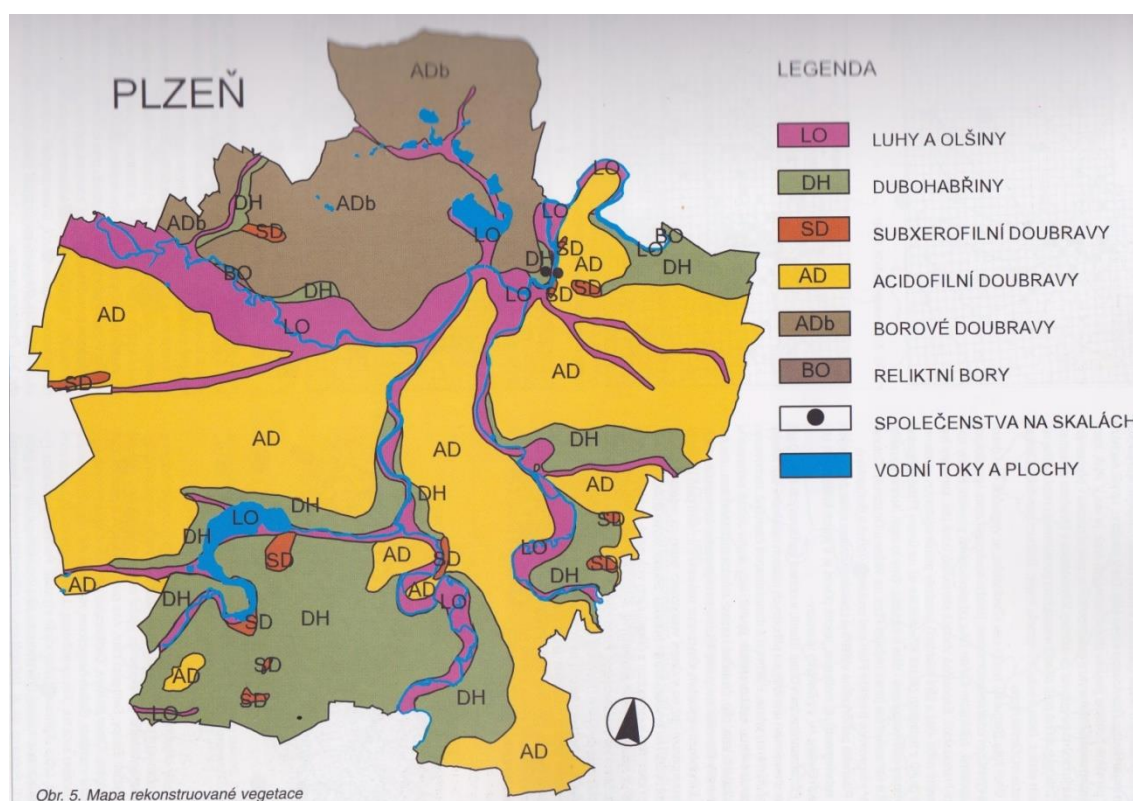 PLZEŇ
LEGENDA
LO LUHY A OLŠINY
DH DUBOHABŘINY
SD SUBXEROFILNÍ DOUBRAVY
AD ACIDOFILNÍ DOUBRAVY
ADb BOROVÉ DOUBRAVY
BO RELIKTNÍ BORY
SPOLEČENSTVA NA SKALÁCH
VODNÍ TOKY A PLOCHY
ADb
LO
DH
ADb
LO
ADb
SD
LO
BO
SD
LO
DH
DH
AD
BO
DH
SD
LO
SD
AD
LO
AD
SD
AD
DH
AD
DH
DH
AD
LO
SD
DH
SD
AD
SD
LO
SD
AD
AD
DH
DH
LO
SD
DH
SD
AD
SD
DH
LO
AD
Obr. 5. Mapa rekonstruované vegetace